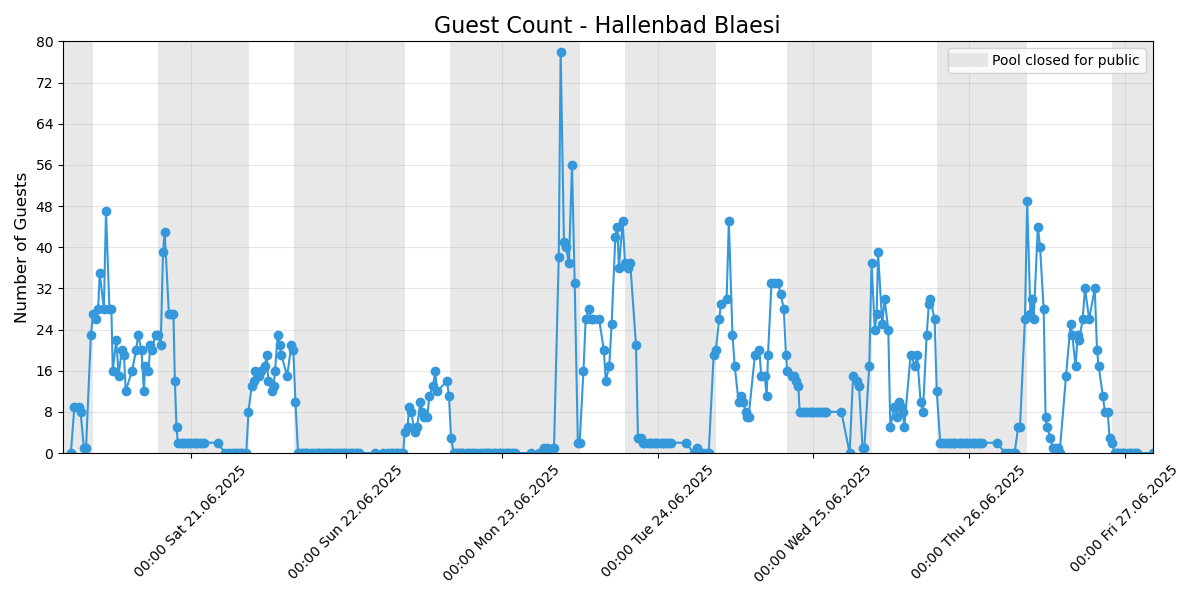 Guest Count - Hallenbad Blaesi
Pool closed for public
Number of Guests
80
72
64
56
48
40
32
24
16
8
0
00:00 Sat 21.06.2025
00:00 Sun 22.06.2025
00:00 Mon 23.06.2025
00:00 Tue 24.06.2025
00:00 Wed 25.06.2025
00:00 Thu 26.06.2025
00:00 Fri 27.06.2025